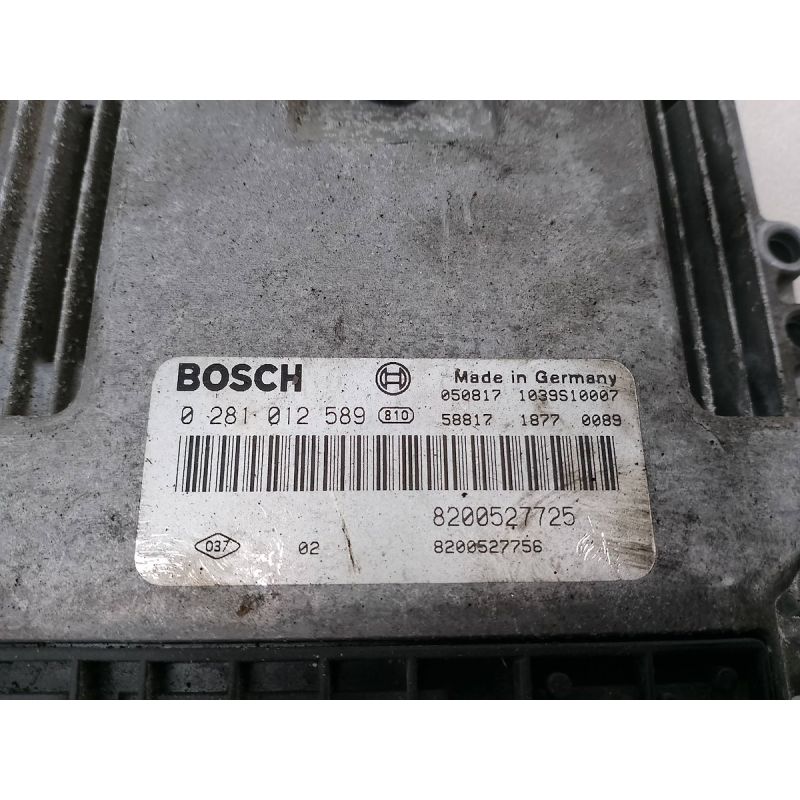 BOSCH
Made in Germany
050817 1039S10007
0 281 012 589 810
58817 1877 0089
8200527725
037 02 8200527756